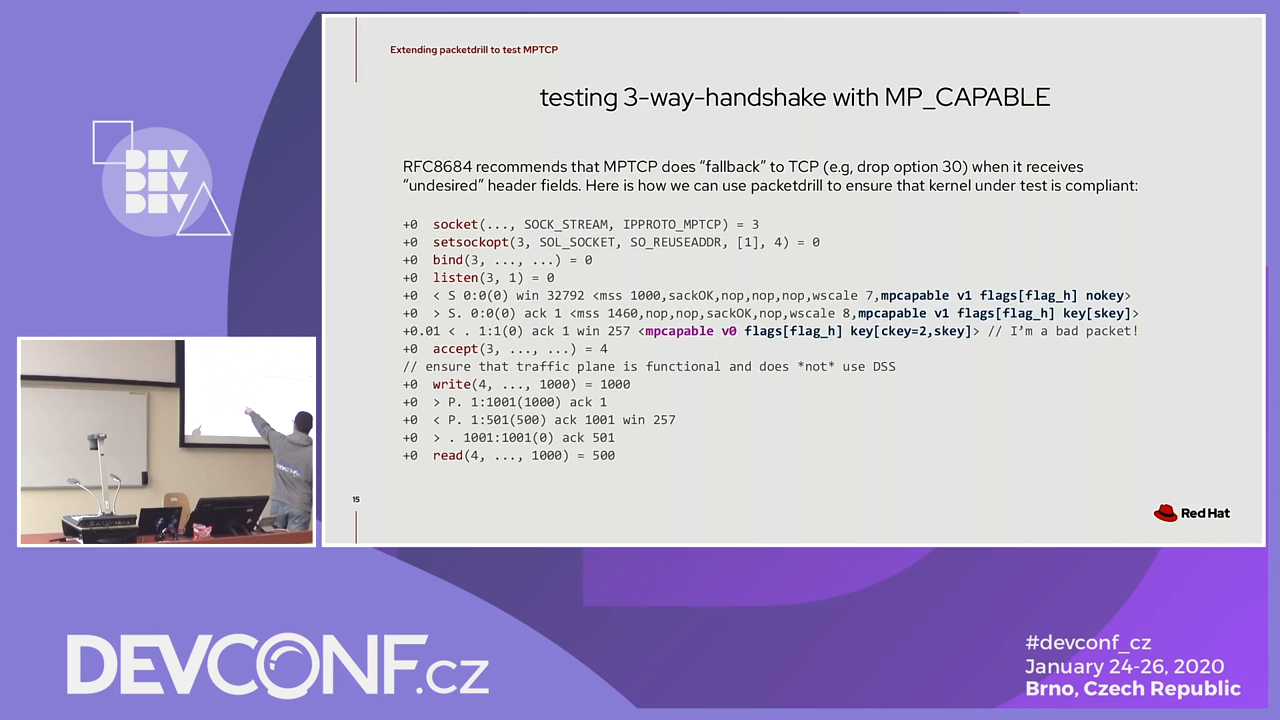 Extending packetdrill to test MPTCP
testing 3-way-handshake with MP_CAPABLE
RFC8684 recommends that MPTCP does “fallback” to TCP (e.g, drop option 30) when it receives
“undesired” header fields. Here is how we can use packetdrill to ensure that kernel under test is compliant:
+0 socket(..., SOCK_STREAM, IPPROTO_MPTCP) = 3
+0 setsockopt(3, SOL_SOCKET, SO_REUSEADDR, [1], 4) = 0
+0 bind(3, ..., ...) = 0
+0 listen(3, 1) = 0
+0 < S 0:0(0) win 32792 <mss 1000,sackOK,nop,nop,nop,wscale 7,mpcapable v1 flags[flag_h] nokey>
+0 > S. 0:0(0) ack 1 <mss 1460,nop,nop,sackOK,nop,wscale 8,mpcapable v1 flags[flag_h] key[skey]>
+0.01 < . 1:1(0) ack 1 win 257 <mpcapable v0 flags[flag_h] key[ckey=2,skey]> // I’m a bad packet!
+0 accept(3, ..., ...) = 4
// ensure that traffic plane is functional and does *not* use DSS
+0 write(4, ..., 1000) = 1000
+0 > P. 1:1001(1000) ack 1
+0 < P. 1:501(500) ack 1001 win 257
+0 > . 1001:1001(0) ack 501
+0 read(4, ..., 1000) = 500
15
Red Hat
DEV
DEV
DEV
DEVCONF
DEVCONF.cz
#devconf_cz
January 24-26, 2020
Brno, Czech Republic